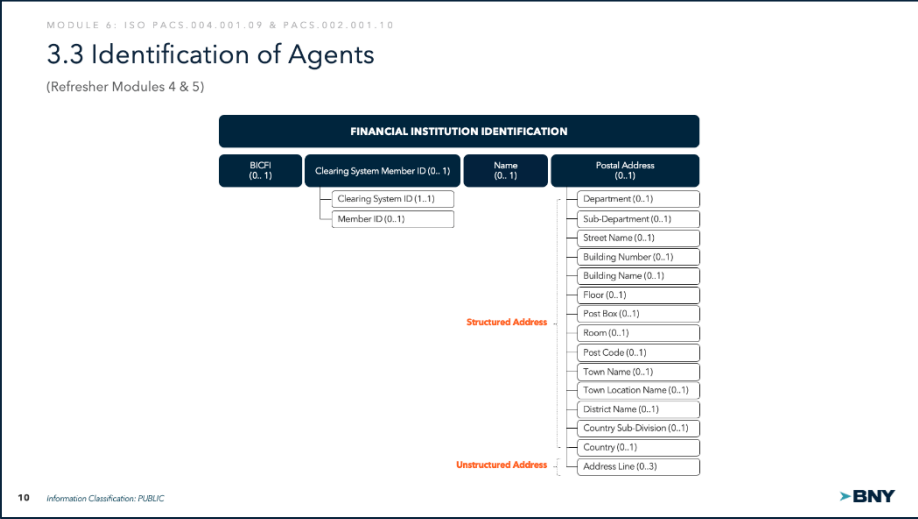 MODULE 6: ISO PACS.004.001.09 & PACS.002.001.10
3.3 Identification of Agents
(Refresher Modules 4 & 5)
FINANCIAL INSTITUTION IDENTIFICATION
BICFI
(0.. 1)
Clearing System Member ID (0.. 1)
Name
(0.. 1)
Postal Address
(0..1)
Clearing System ID (1..1)
Member ID (0..1)
Department (0..1)
Sub-Department (0..1)
Street Name (0..1)
Building Number (0..1)
Building Name (0..1)
Floor (0..1)
Post Box (0..1)
Structured Address
Room (0..1)
Post Code (0..1)
Town Name (0..1)
Town Location Name (0..1)
District Name (0..1)
Country Sub-Division (0..1)
Country (0..1)
Unstructured Address
Address Line (0..3)
10
Information Classification: PUBLIC
BNY